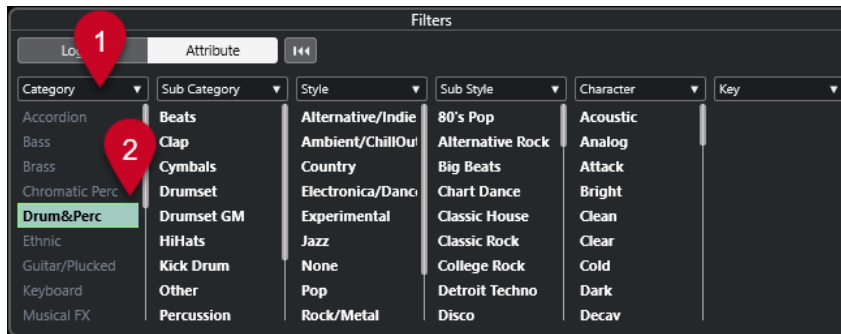 Filters
Attribute
1
Category
Sub Category
Style
Sub Style
Character
Key
Accordion
Beats
Alternative/Indie
80's Pop
Acoustic
Bass
Clap
Ambient/ChillOut
Alternative Rock
Analog
2
Brass
Cymbals
Country
Big Beats
Attack
Chromatic Perc
Drumset
Electronica/Danc
Chart Dance
Bright
Drum&Perc
Drumset GM
Experimental
Classic House
Clean
Ethnic
HiHats
Jazz
Classic Rock
Clear
Guitar/Plucked
Kick Drum
None
College Rock
Cold
Keyboard
Other
Pop
Detroit Techno
Dark
Musical FX
Percussion
Rock/Metal
Disco
Decay